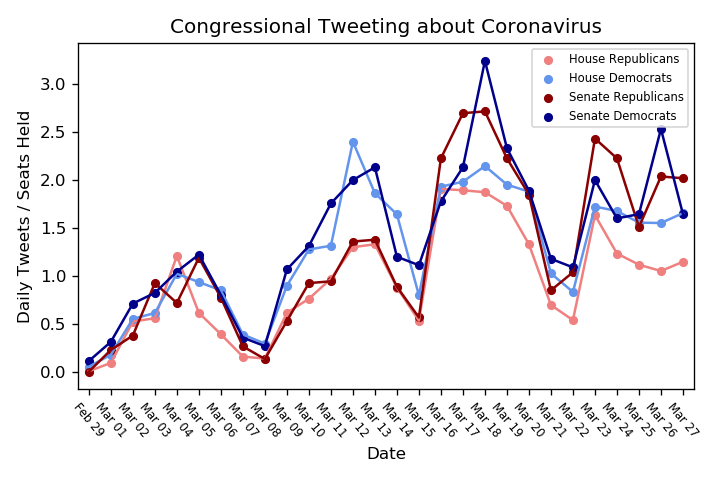 Congressional Tweeting about Coronavirus
House Republicans
House Democrats
Senate Republicans
Senate Democrats
Daily Tweets / Seats Held
3.0
2.5
2.0
1.5
1.0
0.5
0.0
Feb 29
Mar 01
Mar 02
Mar 03
Mar 04
Mar 05
Mar 06
Mar 07
Mar 08
Mar 09
Mar 10
Mar 11
Mar 12
Mar 13
Mar 14
Mar 15
Mar 16
Mar 17
Mar 18
Mar 19
Mar 20
Mar 21
Mar 22
Mar 23
Mar 24
Mar 25
Mar 26
Mar 27
Date